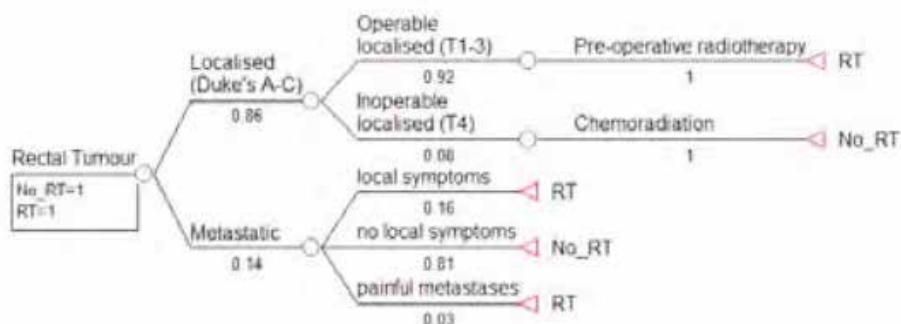 Operable
localised (T1-3)
Pre-operative radiotherapy
RT
0.92
1
Localised
(Duke's A-C)
0.86
Inoperable
localised (T4)
Chemoradiation
No_RT
0.08
1
Rectal Tumour
No_RT=1
RT=1
local symptoms
RT
0.16
Metastatic
no local symptoms
No_RT
0.14
0.81
painful metastases
RT
0.03